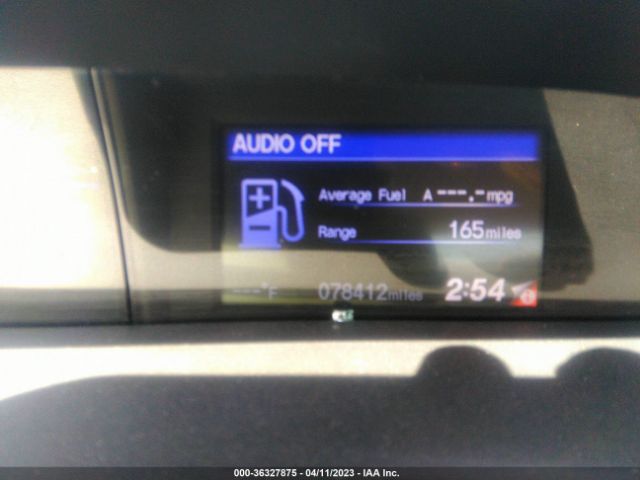 AUDIO OFF
Average Fuel A ---.- mpg
Range 165 miles
---°F 078412 miles 2:54
000-36327875 - 04/11/2023 - IAA Inc.